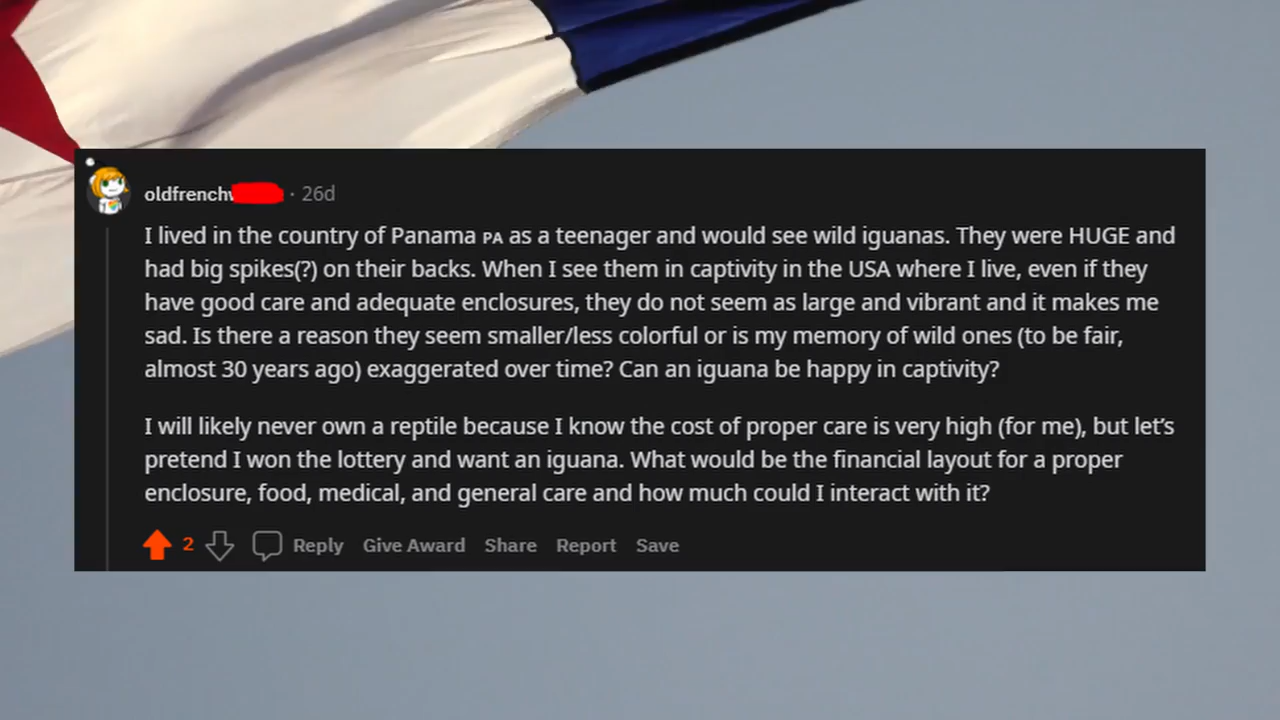 oldfrenchw · 26d
I lived in the country of Panama PA as a teenager and would see wild iguanas. They were HUGE and
had big spikes(?) on their backs. When I see them in captivity in the USA where I live, even if they
have good care and adequate enclosures, they do not seem as large and vibrant and it makes me
sad. Is there a reason they seem smaller/less colorful or is my memory of wild ones (to be fair,
almost 30 years ago) exaggerated over time? Can an iguana be happy in captivity?
I will likely never own a reptile because I know the cost of proper care is very high (for me), but let's
pretend I won the lottery and want an iguana. What would be the financial layout for a proper
enclosure, food, medical, and general care and how much could I interact with it?
2 Reply Give Award Share Report Save